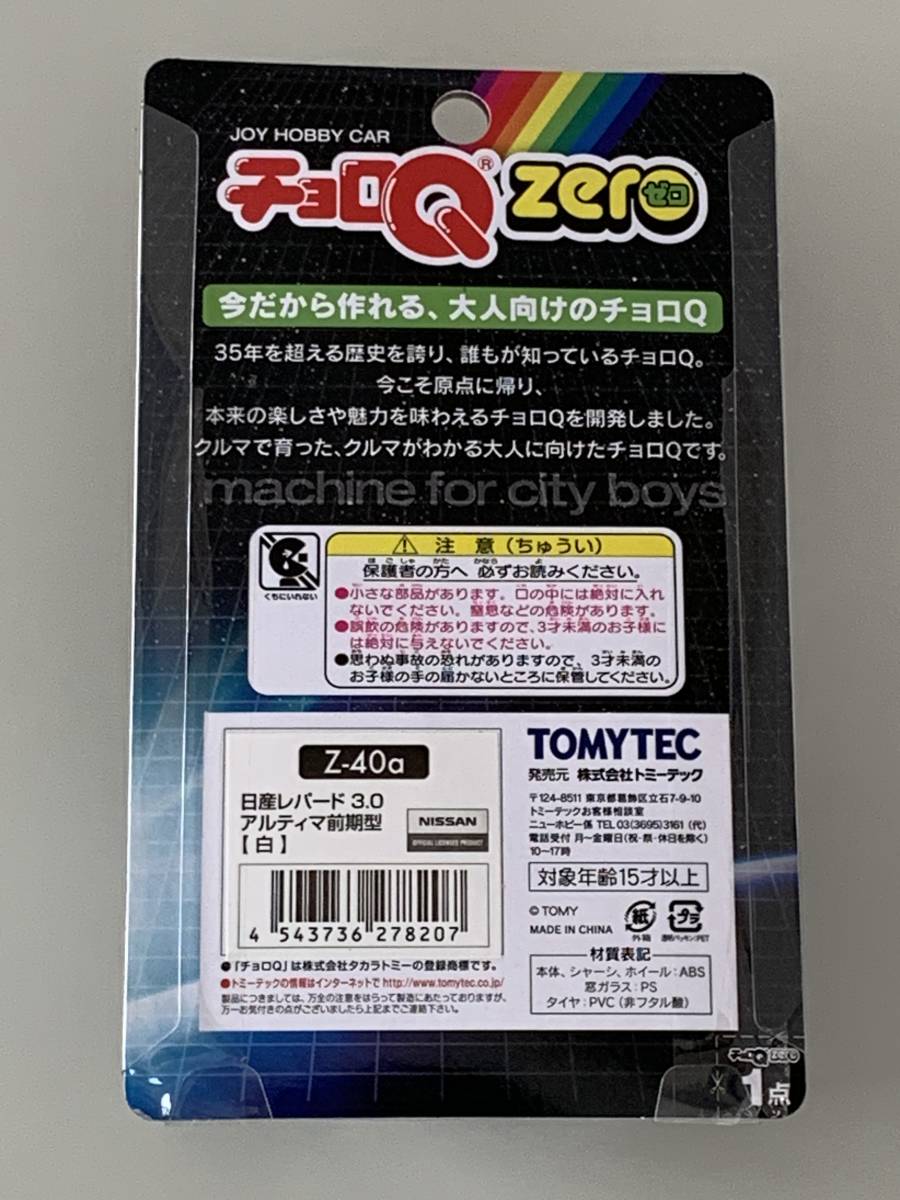 JOY HOBBY CAR
チョロQ® zero ゼロ
今だから作れる、大人向けのチョロQ
35年を超える歴史を誇り、誰もが知っているチョロQ。
今こそ原点に帰り、
本来の楽しさや魅力を味わえるチョロQを開発しました。
クルマで育った、クルマがわかる大人に向けたチョロQです。
machine for city boys
くちにいれない
注 意（ちゅうい）
保護者の方へ 必ずお読みください。
●小さな部品があります。口の中には絶対に入れ
ないでください。窒息などの危険があります。
●誤飲の危険がありますので、3才未満のお子様に
は絶対に与えないでください。
●思わぬ事故の恐れがありますので、3才未満の
お子様の手の届かないところに保管してください。
Z-40a
日産レパード 3.0
アルティマ前期型
【白】
NISSAN
OFFICIAL LICENSED PRODUCT
4 543736 278207
●「チョロQ」は株式会社タカラトミーの登録商標です。
●トミーテックの情報はインターネットで http://www.tomytec.co.jp/
製品につきましては、万全の注意をはらって製造にあたっておりますが、
万一お気付きの点がございましたら上記までご連絡下さい。
TOMYTEC
発売元 株式会社トミーテック
〒124-8511 東京都葛飾区立石7-9-10
トミーテックお客様相談室
ニューホビー係 TEL 03(3695)3161 (代)
電話受付 月〜金曜日(祝・祭・休日を除く)
10〜17時
対象年齢15才以上
© TOMY
MADE IN CHINA
紙
外・箱
プラ
透明パッケージ:PET
材質表記
本体、シャーシ、ホイール：ABS
窓ガラス：PS
タイヤ：PVC（非フタル酸）
チョロQ zero
1点